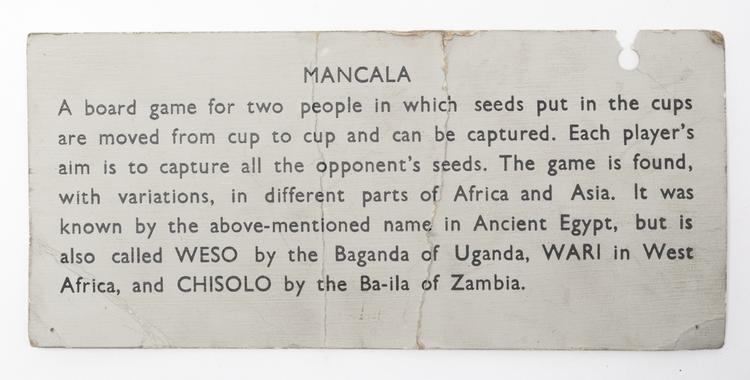 MANCALA
A board game for two people in which seeds put in the cups
are moved from cup to cup and can be captured. Each player's
aim is to capture all the opponent's seeds. The game is found,
with variations, in different parts of Africa and Asia. It was
known by the above-mentioned name in Ancient Egypt, but is
also called WESO by the Baganda of Uganda, WARI in West
Africa, and CHISOLO by the Ba-ila of Zambia.